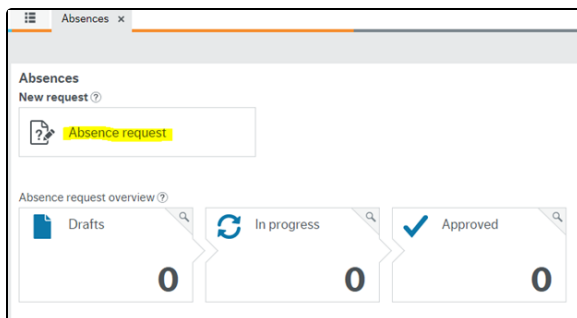 Absences ×
Absences
New request ?
Absence request
Absence request overview ?
Drafts
0
In progress
0
Approved
0